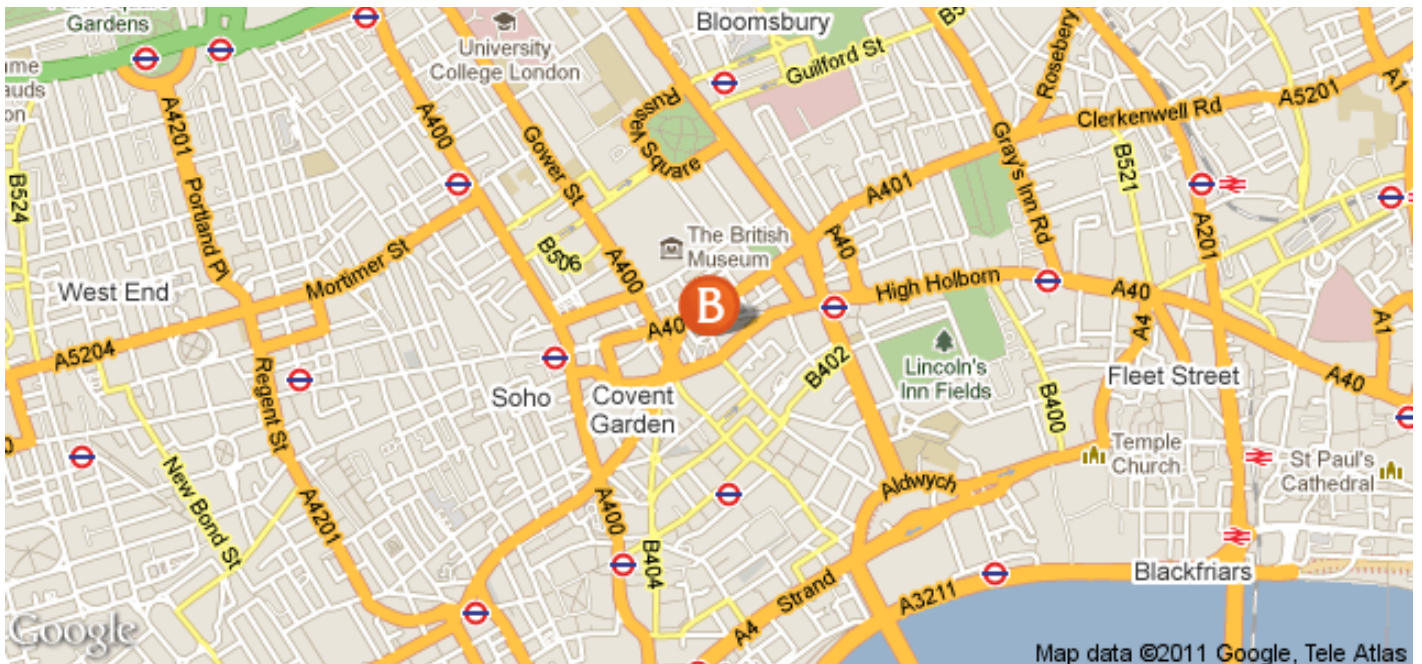 Gardens
Bloomsbury
University
College London
Guilford St
Rosebery
A1
A5201
Clerkenwell Rd
A4201
A400
Gower St
Russell Square
Gray's Inn Rd
B521
B524
Portland Pl
A401
A201
The British
Museum
A40
B506
A400
Mortimer St
West End
High Holborn
A40
B
A40
A4
A1
A5204
Regent St
B402
Lincoln's
Inn Fields
Fleet Street
A40
Soho
Covent
Garden
B400
Temple
Church
St Paul's
Cathedral
New Bond St
A4201
A400
Aldwych
B404
Strand
Blackfriars
A3211
A4
Google
Map data ©2011 Google, Tele Atlas